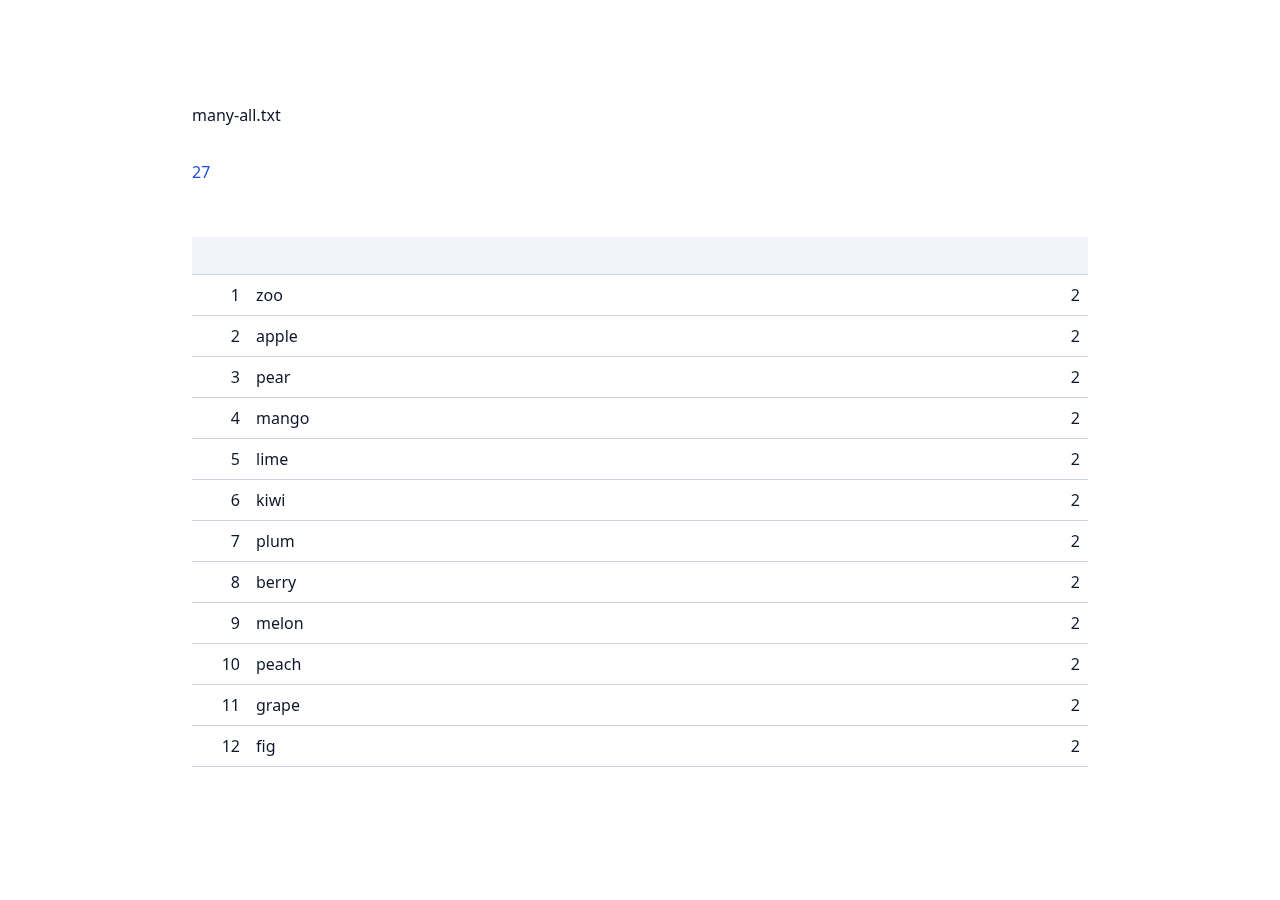 many-all.txt
27
1 zoo 2
2 apple 2
3 pear 2
4 mango 2
5 lime 2
6 kiwi 2
7 plum 2
8 berry 2
9 melon 2
10 peach 2
11 grape 2
12 fig 2